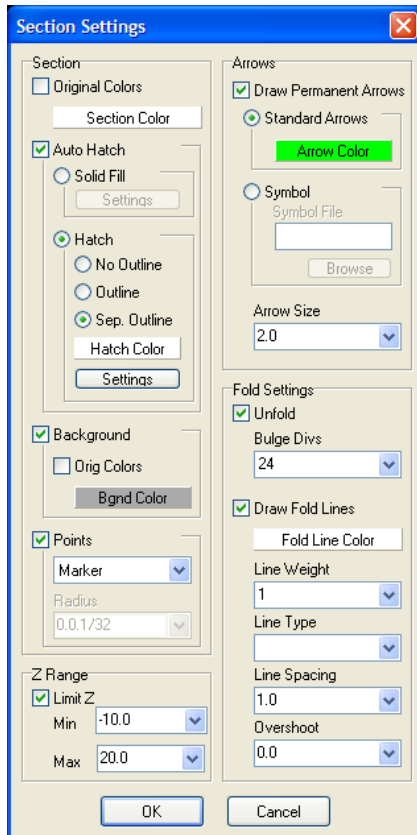 Section Settings
Section
Original Colors
Section Color
Auto Hatch
Solid Fill
Settings
Hatch
No Outline
Outline
Sep. Outline
Hatch Color
Settings
Background
Orig Colors
Bgnd Color
Points
Marker
Radius
0.0.1/32
Z Range
Limit Z
Min -10.0
Max 20.0
Arrows
Draw Permanent Arrows
Standard Arrows
Arrow Color
Symbol
Symbol File
Browse
Arrow Size
2.0
Fold Settings
Unfold
Bulge Divs
24
Draw Fold Lines
Fold Line Color
Line Weight
1
Line Type
Line Spacing
1.0
Overshoot
0.0
OK
Cancel